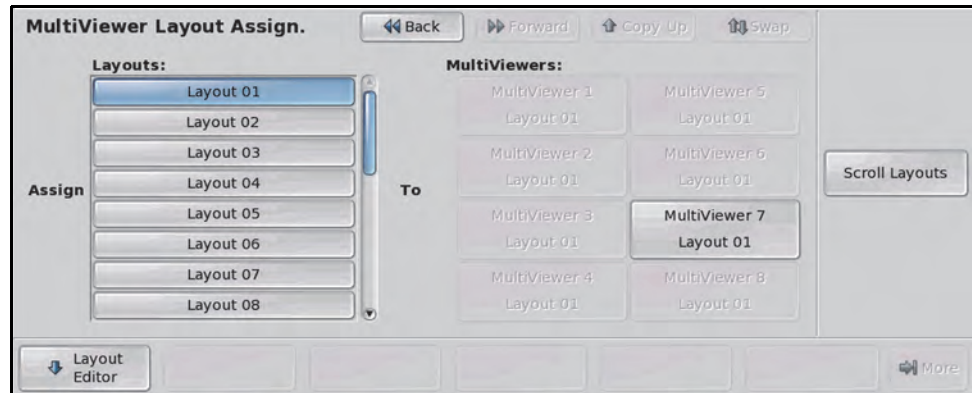 MultiViewer Layout Assign.
Back
Forward
Copy Up
Swap
Layouts:
MultiViewers:
Assign
Layout 01
Layout 02
Layout 03
Layout 04
Layout 05
Layout 06
Layout 07
Layout 08
To
MultiViewer 1
Layout 01
MultiViewer 5
Layout 01
MultiViewer 2
Layout 01
MultiViewer 6
Layout 01
MultiViewer 3
Layout 01
MultiViewer 7
Layout 01
MultiViewer 4
Layout 01
MultiViewer 8
Layout 01
Scroll Layouts
Layout
Editor
More